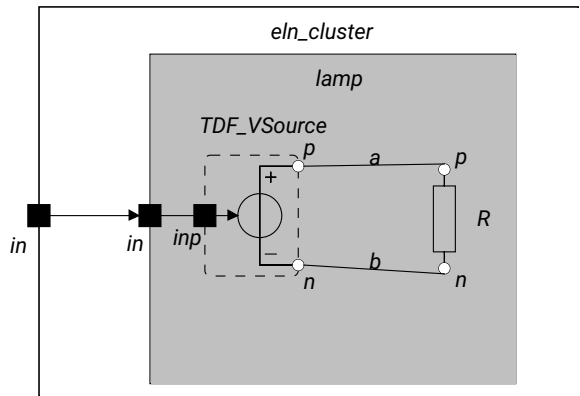 eln_cluster
lamp
TDF_VSource
p
a
p
+
in
in
inp
R
−
b
n
n